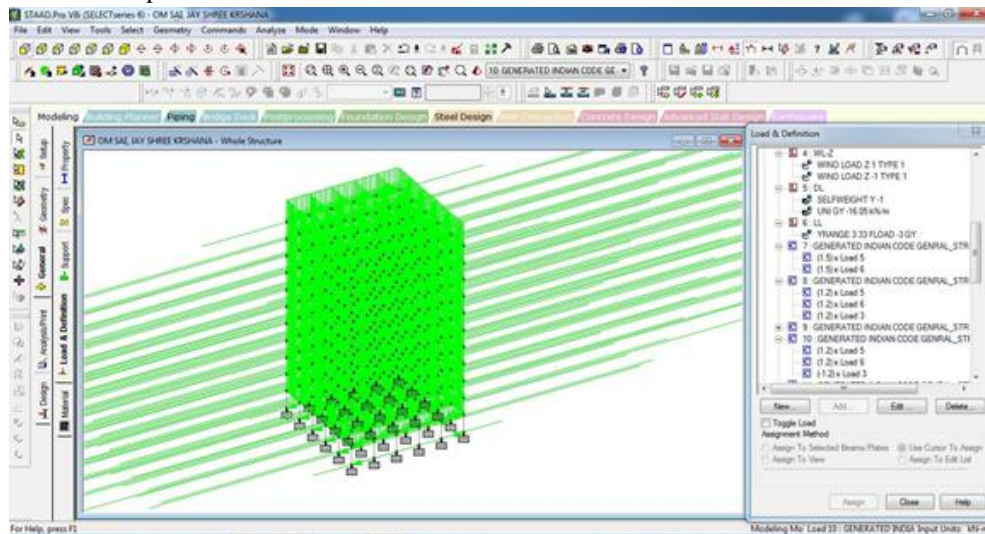 STAAD.Pro V8i (SELECTseries 6) - OM SAI, JAY SHREE KRSHANA
File Edit View Tools Select Geometry Commands Analyze Mode Window Help
10: GENERATED INDIAN CODE GE
Modeling Building Planner Piping Bridge Deck Postprocessing Foundation Design Steel Design Concrete Design Advanced Slab Design Earthquake
OM SAI, JAY SHREE KRSHANA - Whole Structure
Setup
Geometry
General
Analysis/Print
Design
Property
Spec
Support
Load & Definition
Material
Load & Definition
4 : WL-Z
WIND LOAD Z 1 TYPE 1
WIND LOAD Z -1 TYPE 1
5 : DL
SELFWEIGHT Y -1
UNI GY -16.05 kN/m
6 : LL
YRANGE 3 33 FLOAD -3 GY
7 : GENERATED INDIAN CODE GENRAL_STR
(1.5) x Load 5
(1.5) x Load 6
8 : GENERATED INDIAN CODE GENRAL_STR
(1.2) x Load 5
(1.2) x Load 6
(1.2) x Load 3
9 : GENERATED INDIAN CODE GENRAL_STR
10 : GENERATED INDIAN CODE GENRAL_STR
(1.2) x Load 5
(1.2) x Load 6
(-1.2) x Load 3
New... Add... Edit... Delete...
Toggle Load
Assignment Method
Assign To Selected Beams/Plates Use Cursor To Assign
Assign To View Assign To Edit List
Assign Close Help
For Help, press F1
Modeling Mo Load 10 : GENERATED INDIA Input Units: kN-m